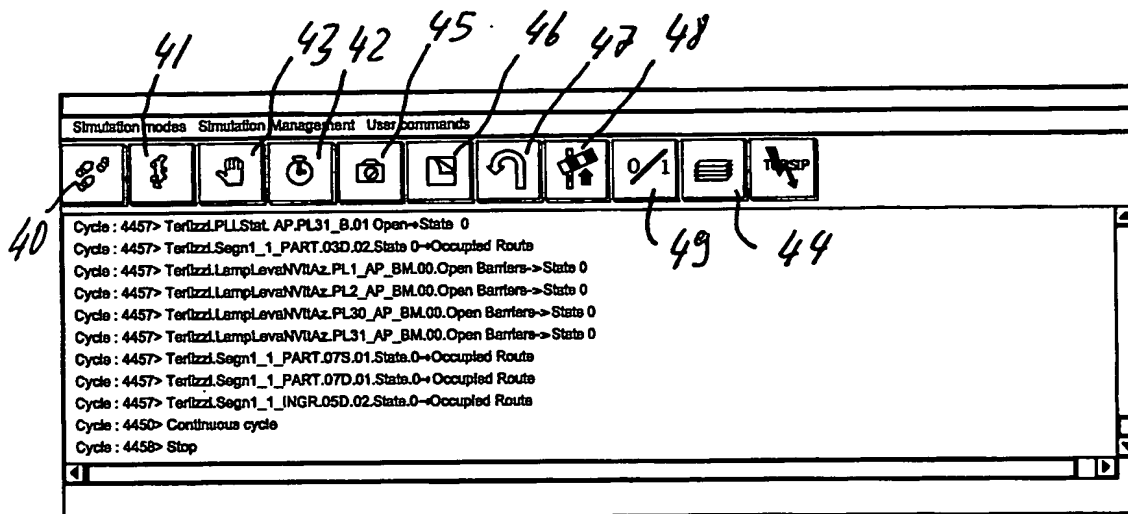 41 43 42 45 46 47 48
Simulation modes Simulation Management User commands
0/1
40
Cycle : 4457> Terlizzi.PLLStat. AP.PL31_B.01 Open→State 0
Cycle : 4457> Terlizzi.Segn1_1_PART.03D.02.State 0→Occupied Route
Cycle : 4457> Terlizzi.LampLevaNVitAz.PL1_AP_BM.00.Open Barriers->State 0
Cycle : 4457> Terlizzi.LampLevaNVitAz.PL2_AP_BM.00.Open Barriers->State 0
Cycle : 4457> Terlizzi.LampLevaNVitAz.PL30_AP_BM.00.Open Barriers->State 0
Cycle : 4457> Terlizzi.LampLevaNVitAz.PL31_AP_BM.00.Open Barriers->State 0
Cycle : 4457> Terlizzi.Segn1_1_PART.07S.01.State.0→Occupied Route
Cycle : 4457> Terlizzi.Segn1_1_PART.07D.01.State.0→Occupied Route
Cycle : 4457> Terlizzi.Segn1_1_INGR.05D.02.State.0→Occupied Route
Cycle : 4450> Continuous cycle
Cycle : 4458> Stop
49 44